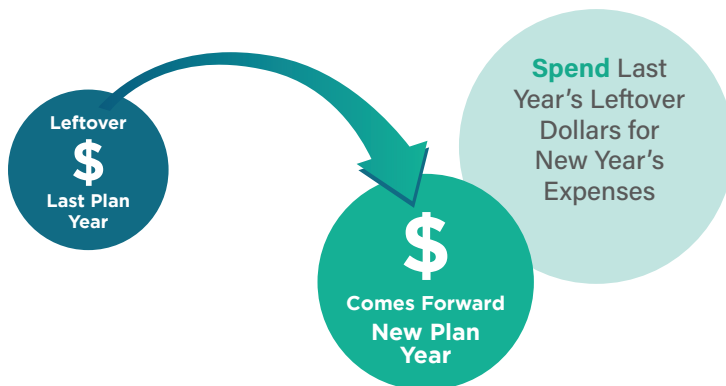 Leftover
$
Last Plan
Year
$
Comes Forward
New Plan
Year
Spend Last
Year's Leftover
Dollars for
New Year's
Expenses